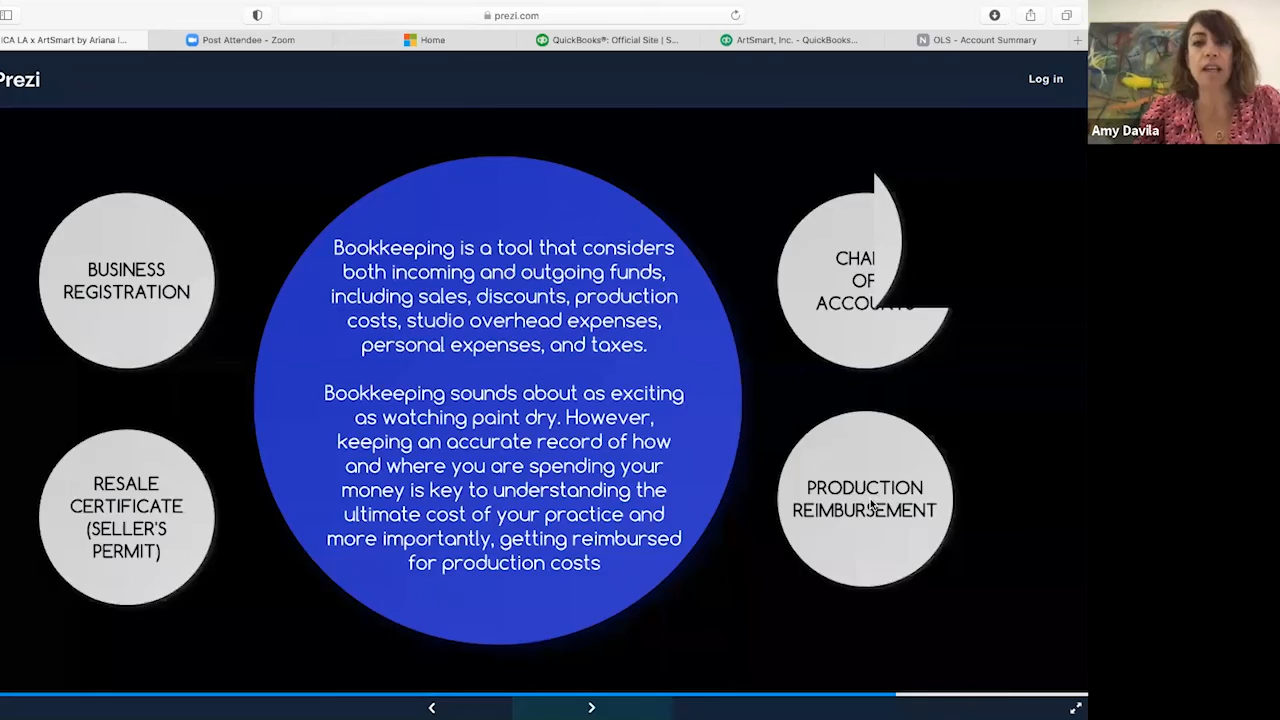 prezi.com
ICA LA x ArtSmart by Ariana I...
Post Attendee - Zoom
Home
QuickBooks®: Official Site | S...
ArtSmart, Inc. - QuickBooks...
N
OLS - Account Summary
Prezi
Log in
BUSINESS
REGISTRATION
RESALE
CERTIFICATE
(SELLER'S
PERMIT)
Bookkeeping is a tool that considers
both incoming and outgoing funds,
including sales, discounts, production
costs, studio overhead expenses,
personal expenses, and taxes.
Bookkeeping sounds about as exciting
as watching paint dry. However,
keeping an accurate record of how
and where you are spending your
money is key to understanding the
ultimate cost of your practice and
more importantly, getting reimbursed
for production costs
OF
ACCOUNTS
PRODUCTION
REIMBURSEMENT
Amy Davila